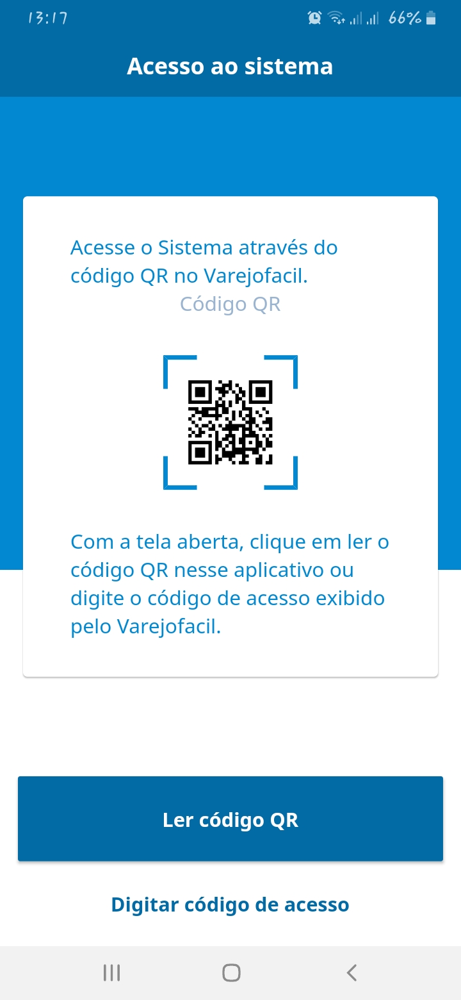 13:17
66%
Acesso ao sistema
Acesse o Sistema através do
código QR no Varejofacil.
Código QR
Com a tela aberta, clique em ler o
código QR nesse aplicativo ou
digite o código de acesso exibido
pelo Varejofacil.
Ler código QR
Digitar código de acesso